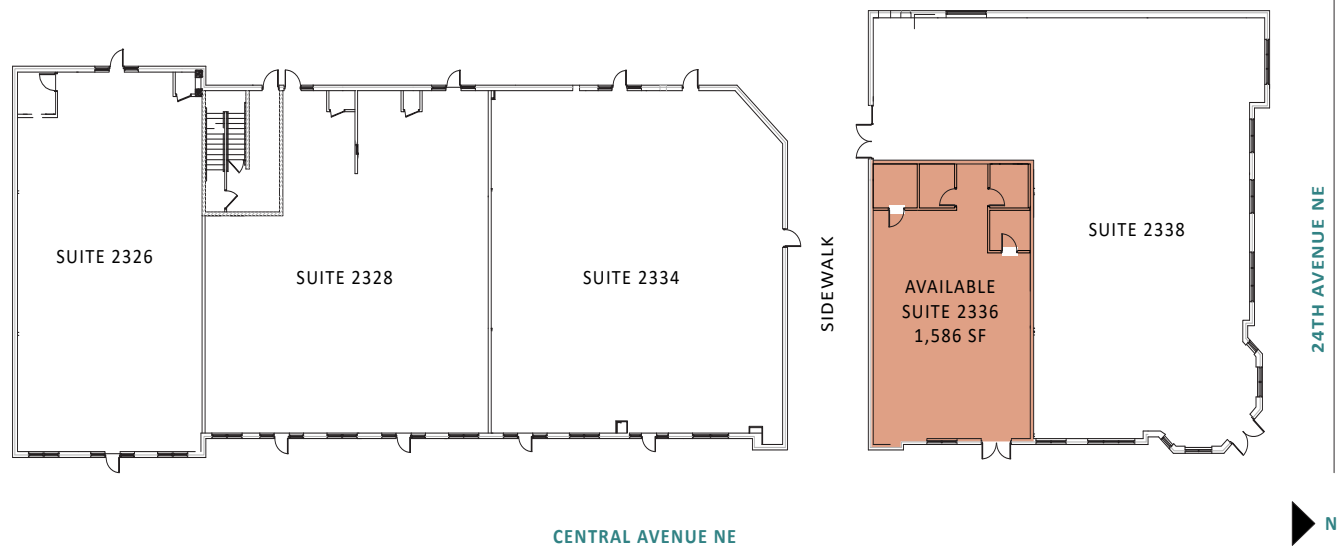 SUITE 2326
SUITE 2328
SUITE 2334
SIDEWALK
AVAILABLE
SUITE 2336
1,586 SF
SUITE 2338
24TH AVENUE NE
CENTRAL AVENUE NE
N